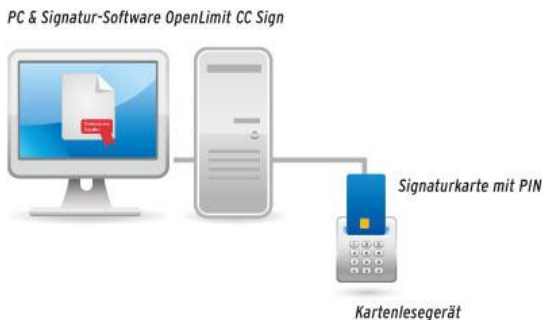 PC & Signatur-Software OpenLimit CC Sign
Signaturkarte mit PIN
Kartenlesegerät